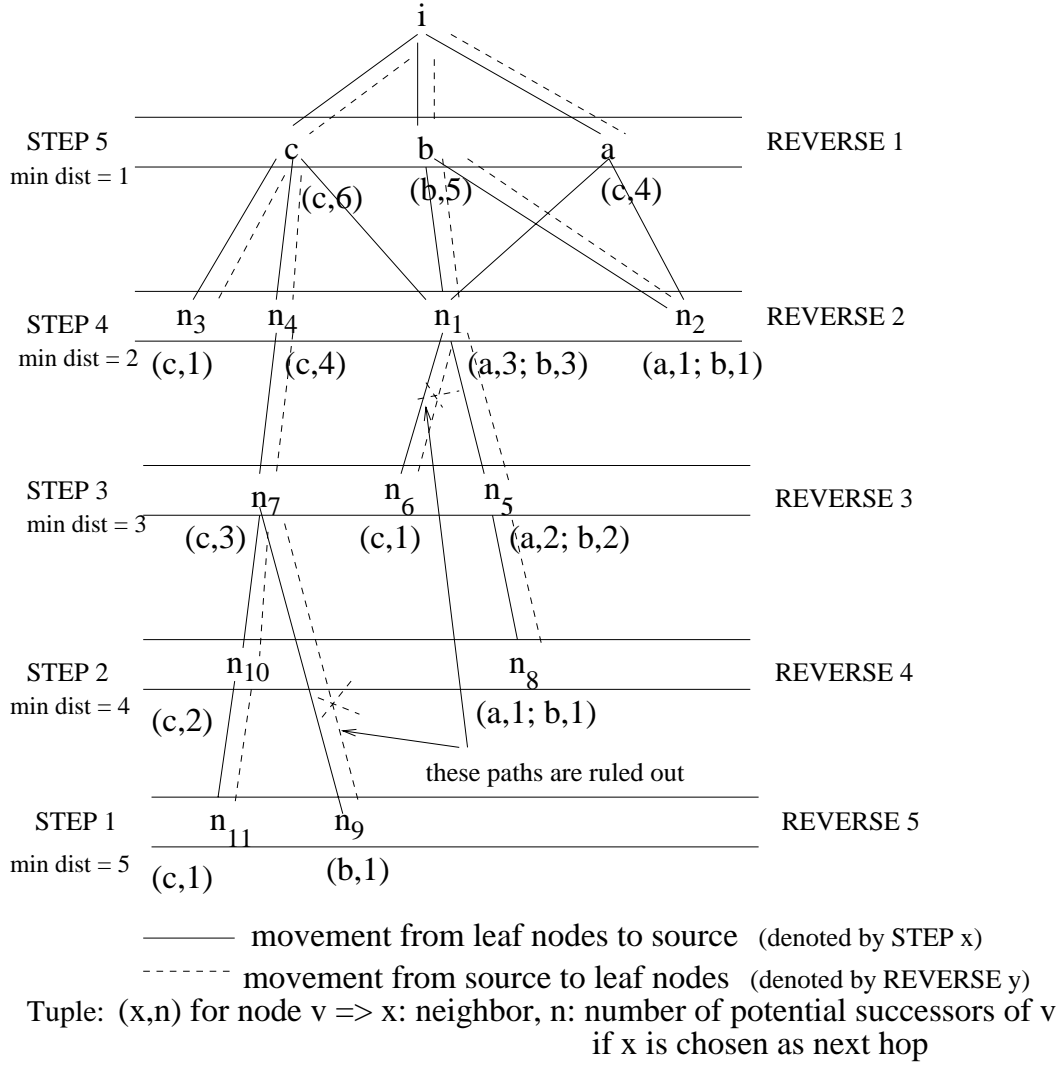 i
STEP 5 c b a REVERSE 1
min dist = 1 (c,6) (b,5) (c,4)
STEP 4 n3 n4 n1 n2 REVERSE 2
min dist = 2 (c,1) (c,4) (a,3; b,3) (a,1; b,1)
STEP 3 n7 n6 n5 REVERSE 3
min dist = 3 (c,3) (c,1) (a,2; b,2)
STEP 2 n10 n8 REVERSE 4
min dist = 4 (c,2) (a,1; b,1)
these paths are ruled out
STEP 1 n11 n9 REVERSE 5
min dist = 5 (c,1) (b,1)
movement from leaf nodes to source (denoted by STEP x)
movement from source to leaf nodes (denoted by REVERSE y)
Tuple: (x,n) for node v => x: neighbor, n: number of potential successors of v
if x is chosen as next hop